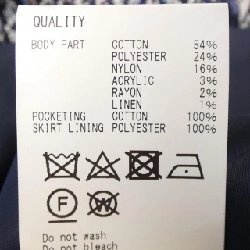 QUALITY
BODY PART COTTON 54%
POLYESTER 24%
NYLON 16%
ACRYLIC 3%
RAYON 2%
LINEN 1%
POCKETING COTTON 100%
SKIRT LINING POLYESTER 100%
F W
Do not wash
Do not bleach